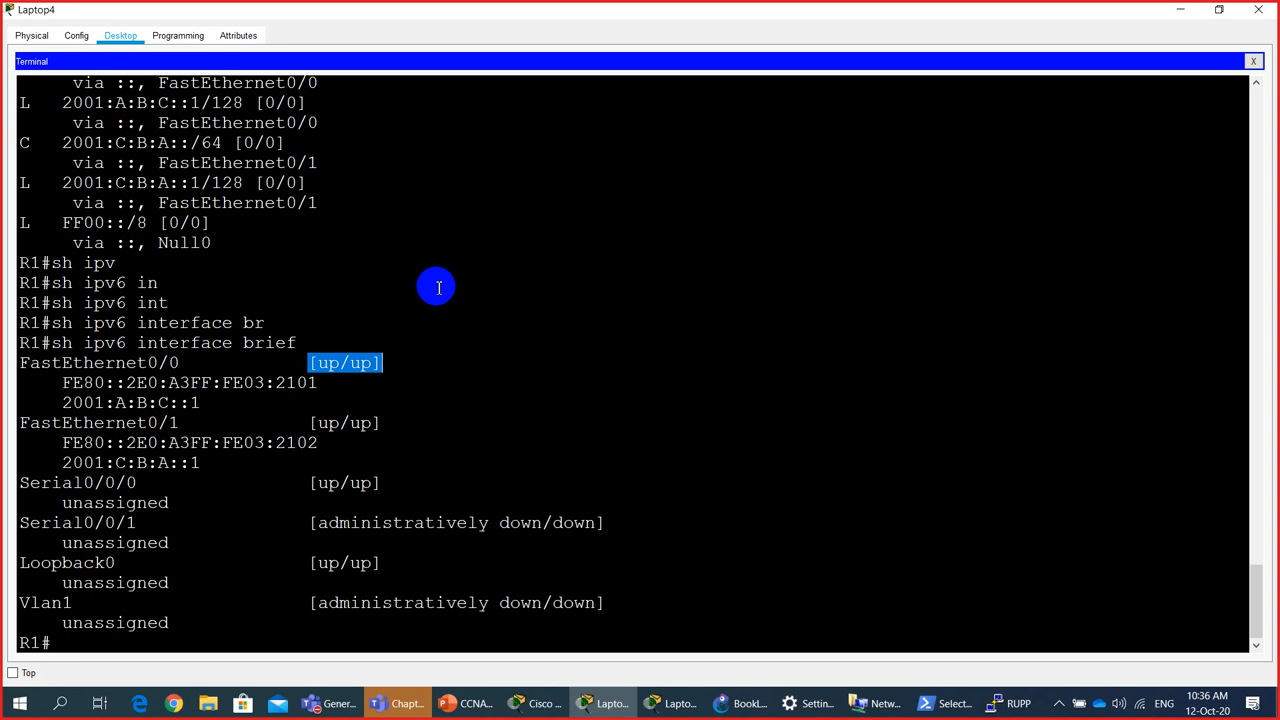 Laptop4
Physical Config Desktop Programming Attributes
Terminal X
via ::, FastEthernet0/0
L 2001:A:B:C::1/128 [0/0]
via ::, FastEthernet0/0
C 2001:C:B:A::/64 [0/0]
via ::, FastEthernet0/1
L 2001:C:B:A::1/128 [0/0]
via ::, FastEthernet0/1
L FF00::/8 [0/0]
via ::, Null0
R1#sh ipv
R1#sh ipv6 in
R1#sh ipv6 int
R1#sh ipv6 interface br
R1#sh ipv6 interface brief
FastEthernet0/0 [up/up]
FE80::2E0:A3FF:FE03:2101
2001:A:B:C::1
FastEthernet0/1 [up/up]
FE80::2E0:A3FF:FE03:2102
2001:C:B:A::1
Serial0/0/0 [up/up]
unassigned
Serial0/0/1 [administratively down/down]
unassigned
Loopback0 [up/up]
unassigned
Vlan1 [administratively down/down]
unassigned
R1#
Top
Gener... Chapt... CCNA... Cisco ... Lapto... Lapto... BookL... Settin... Netw... Select... RUPP ENG 10:36 AM
12-Oct-20